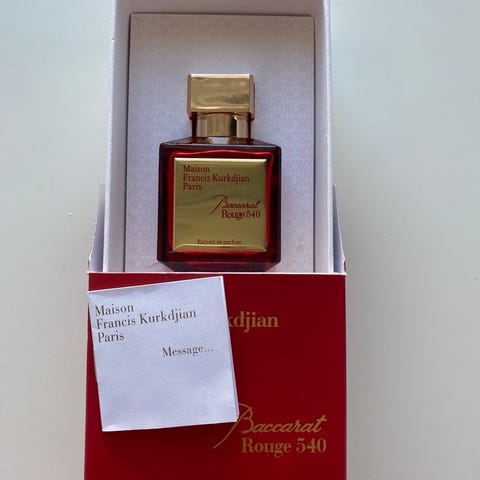 Maison
Francis Kurkdjian
Paris
Baccarat
Rouge 540
Extrait de parfum
Maison
Francis Kurkdjian
Paris
Message...
kdjian
Baccarat
Rouge 540